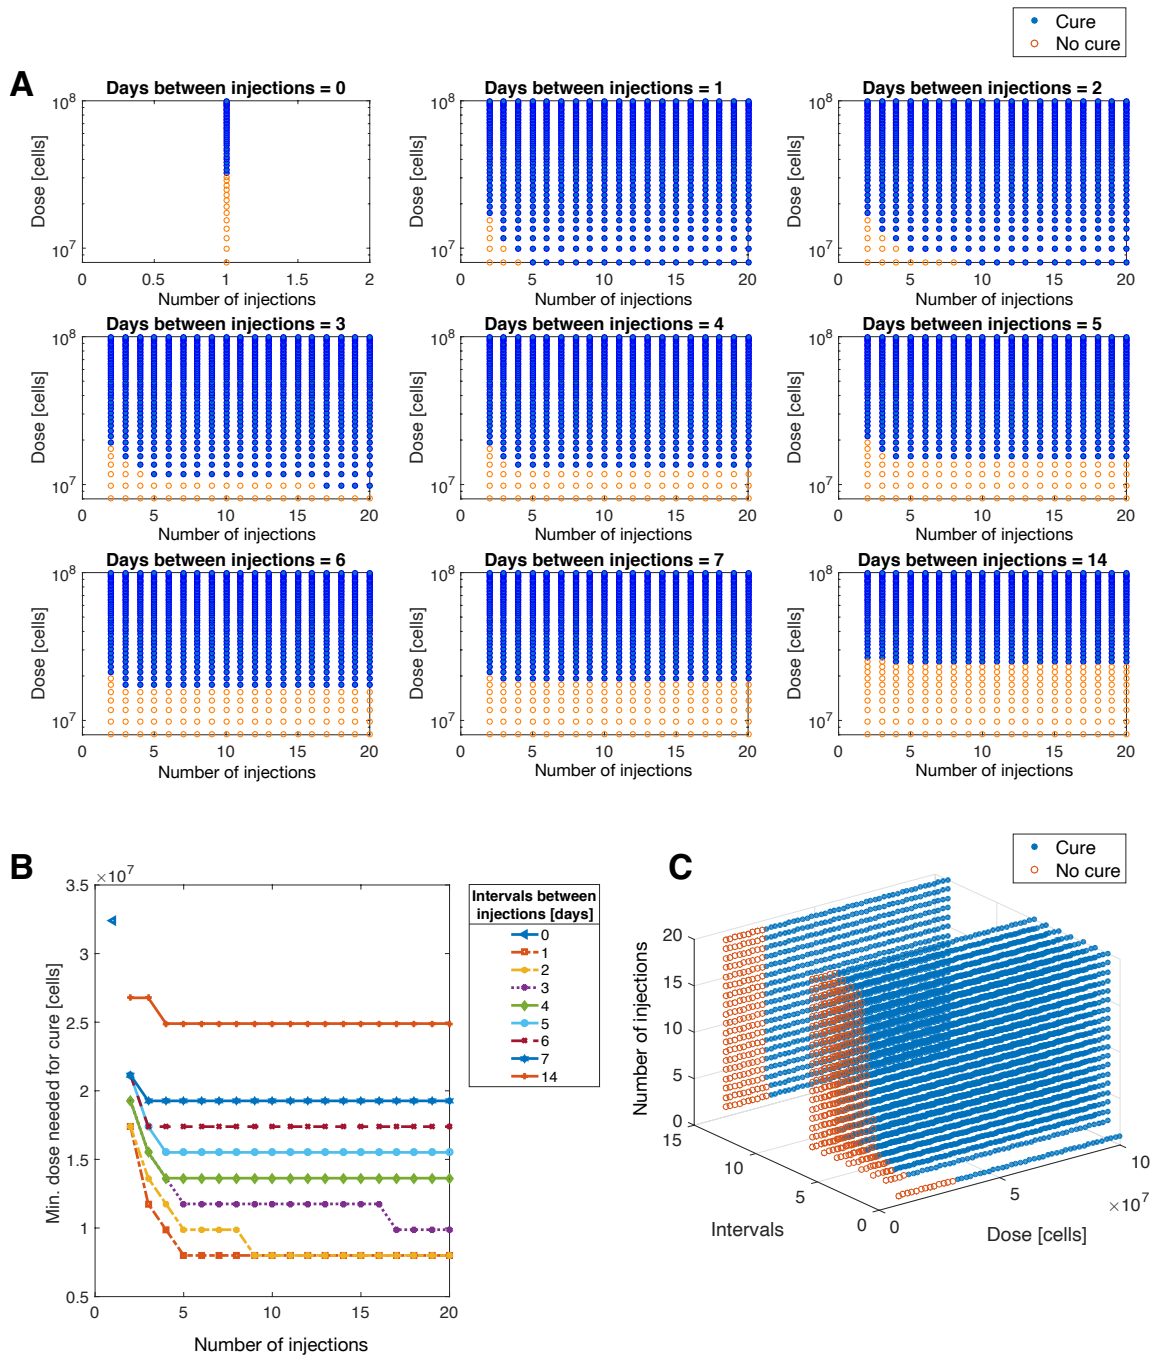 Cure
No cure
A
Days between injections = 0
Days between injections = 1
Days between injections = 2
10^8
10^7
Dose [cells]
0 0.5 1 1.5 2
Number of injections
10^8
10^7
Dose [cells]
0 5 10 15 20
Number of injections
10^8
10^7
Dose [cells]
0 5 10 15 20
Number of injections
Days between injections = 3
Days between injections = 4
Days between injections = 5
10^8
10^7
Dose [cells]
0 5 10 15 20
Number of injections
10^8
10^7
Dose [cells]
0 5 10 15 20
Number of injections
10^8
10^7
Dose [cells]
0 5 10 15 20
Number of injections
Days between injections = 6
Days between injections = 7
Days between injections = 14
10^8
10^7
Dose [cells]
0 5 10 15 20
Number of injections
10^8
10^7
Dose [cells]
0 5 10 15 20
Number of injections
10^8
10^7
Dose [cells]
0 5 10 15 20
Number of injections
B
×10^7
3.5
3
2.5
2
1.5
1
0.5
Min. dose needed for cure [cells]
0 5 10 15 20
Number of injections
Intervals between
injections [days]
0
1
2
3
4
5
6
7
14
C
Cure
No cure
20
15
10
5
0
Number of injections
15
10
5
0
Intervals
0
5
10
×10^7
Dose [cells]